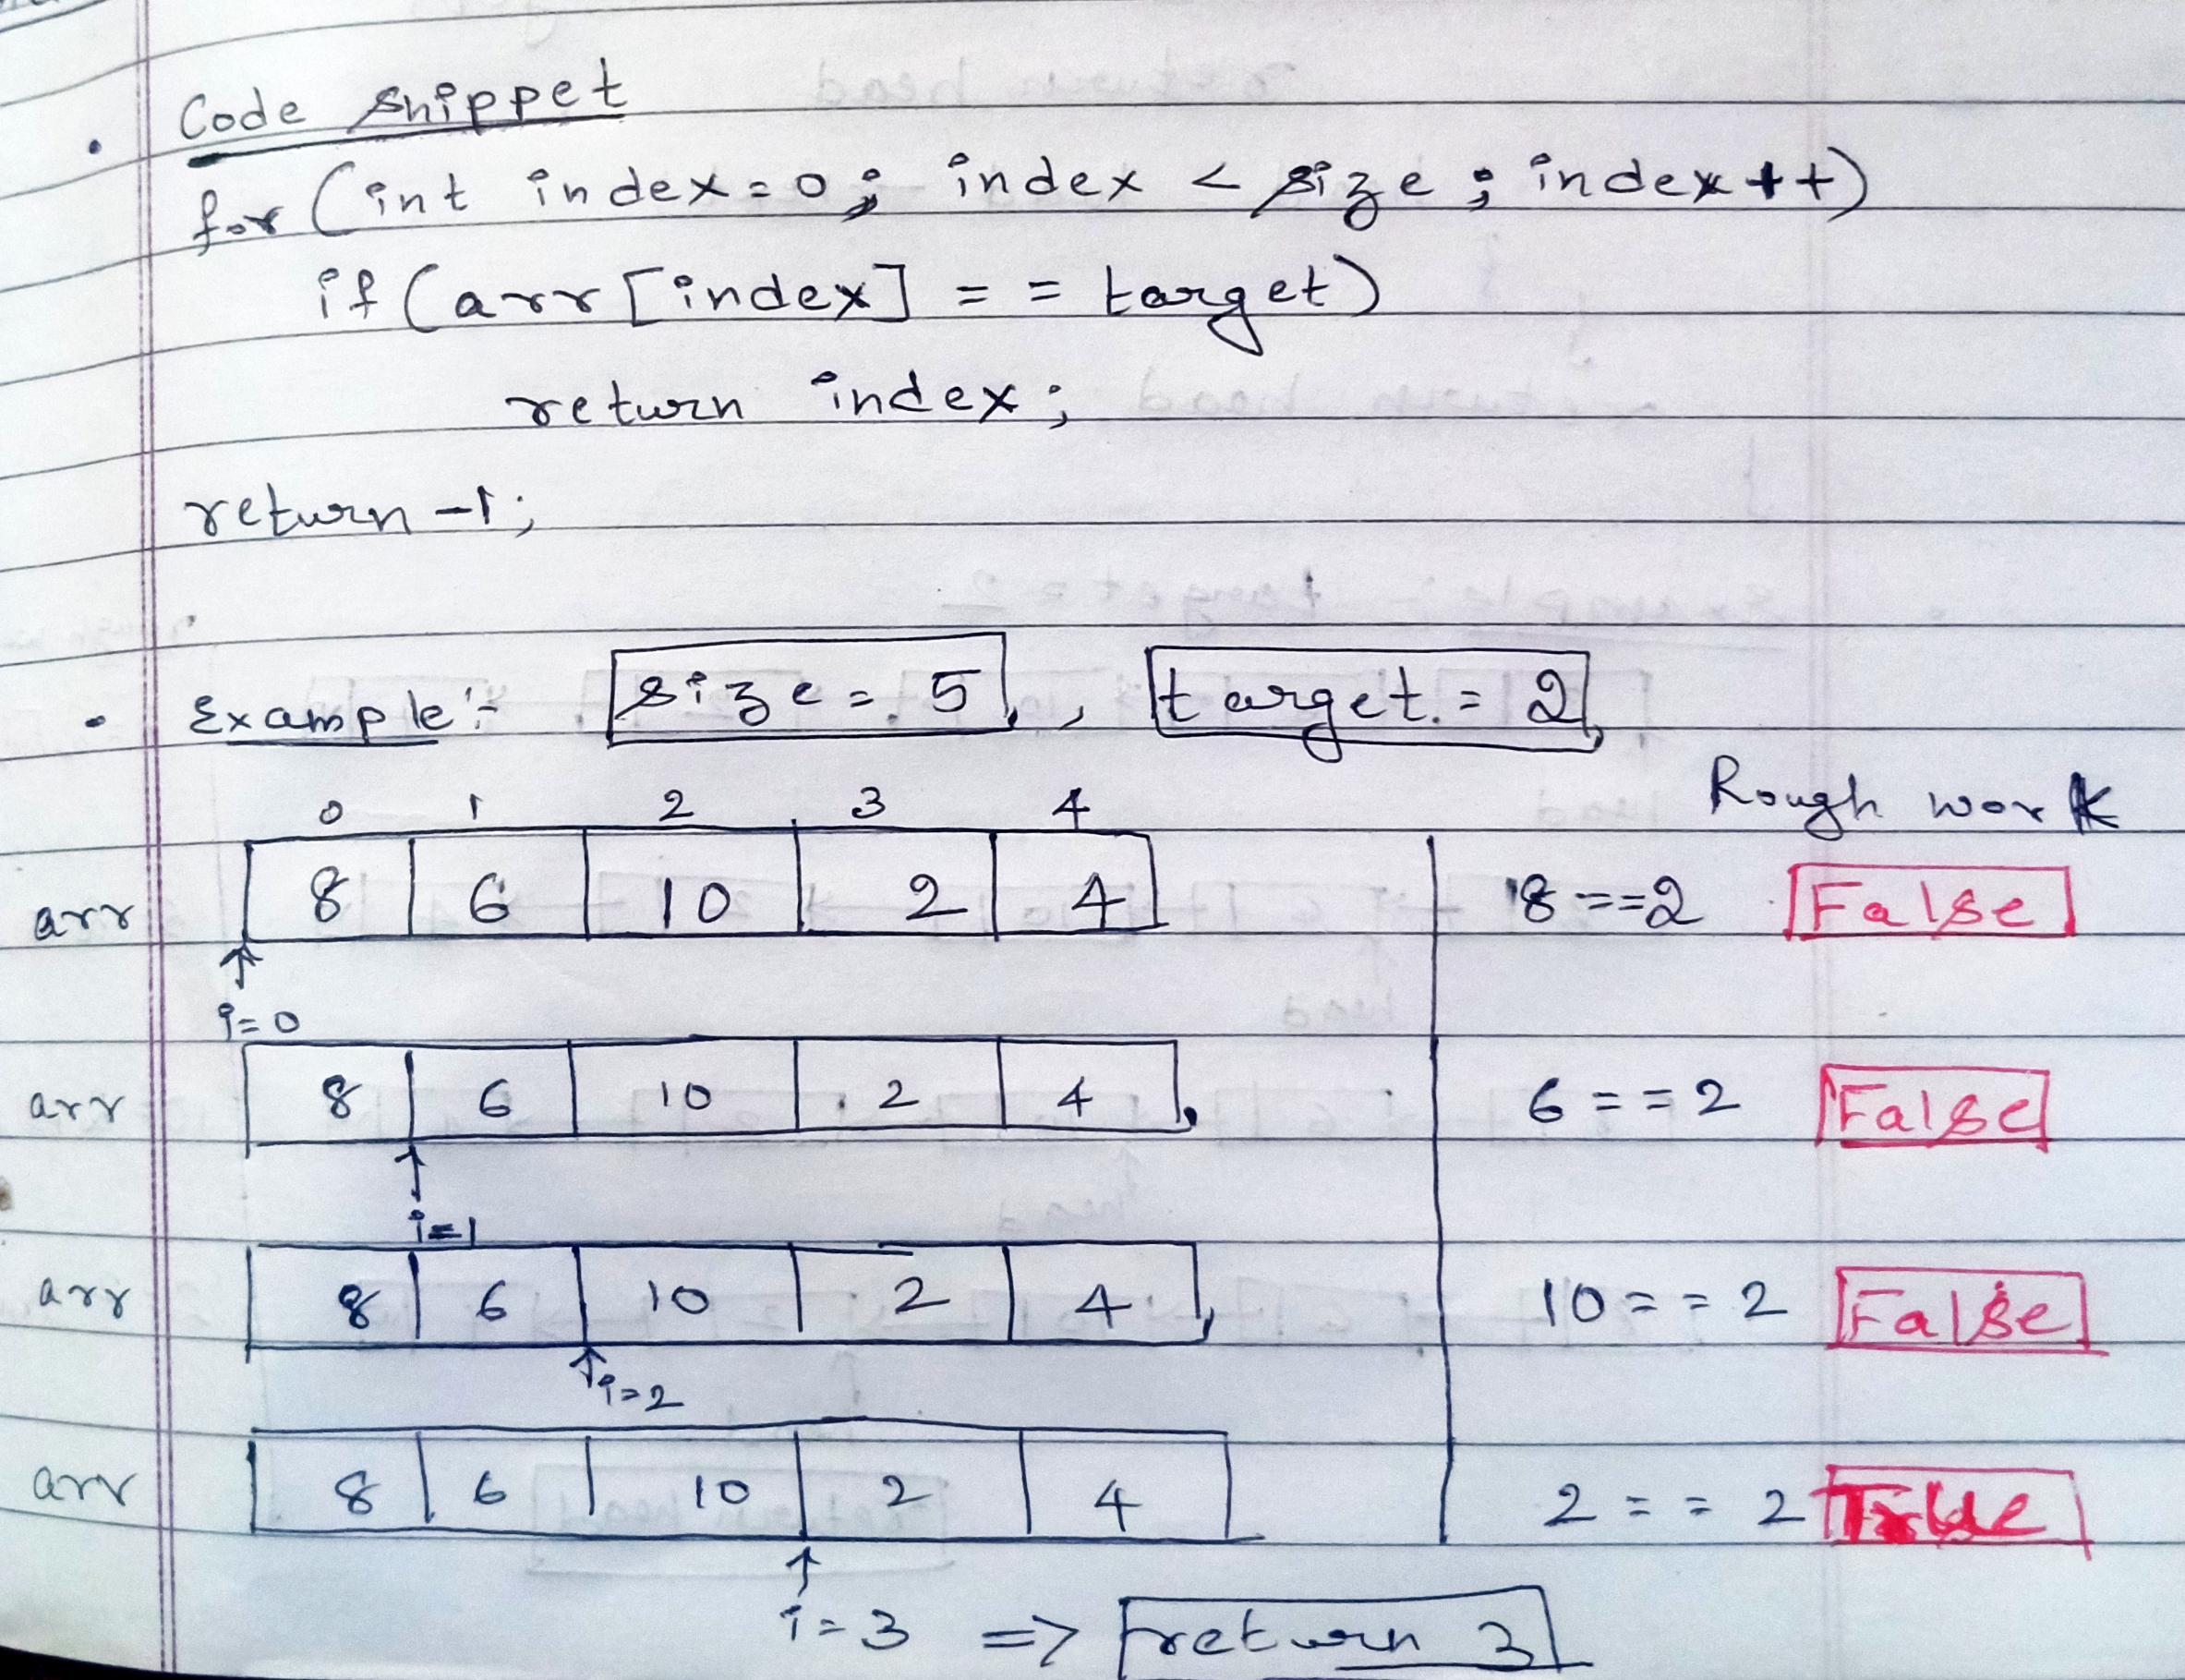 Code snippet
for (int index=0; index < size; index++)
if (arr[index] == target)
return index;
return -1;
Example:- size = 5, target = 2
Rough work
0 1 2 3 4
arr 8 6 10 2 4 8==2 False
i=0
arr 8 6 10 2 4 6==2 False
i=1
arr 8 6 10 2 4 10==2 False
i=2
arr 8 6 10 2 4 2==2 True
i=3 => return 3